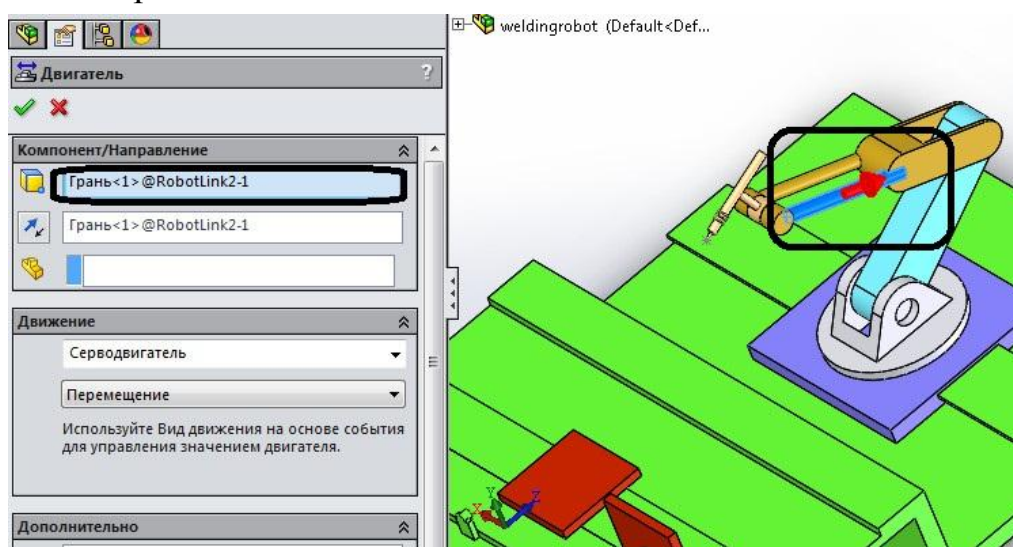 weldingrobot (Default<Def...
Двигатель ?
Компонент/Направление
Грань<1>@RobotLink2-1
Грань<1>@RobotLink2-1
Движение
Серводвигатель
Перемещение
Используйте Вид движения на основе события
для управления значением двигателя.
Дополнительно
Y
X
Z